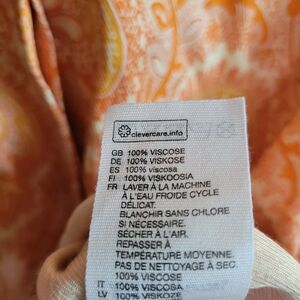 clevercare.info
GB 100% VISCOSE
DE 100% VISKOSE
ES 100% viscosa
FI 100% VISKOOSIA
FR LAVER À LA MACHINE
À L'EAU FROIDE CYCLE
DÉLICAT.
BLANCHIR SANS CHLORE
SI NÉCESSAIRE.
SÉCHER À L'AIR.
REPASSER À
TEMPÉRATURE MOYENNE.
PAS DE NETTOYAGE À SEC.
100% VISCOSE
IT 100% VISCOSE
LV 100% VISKOZE